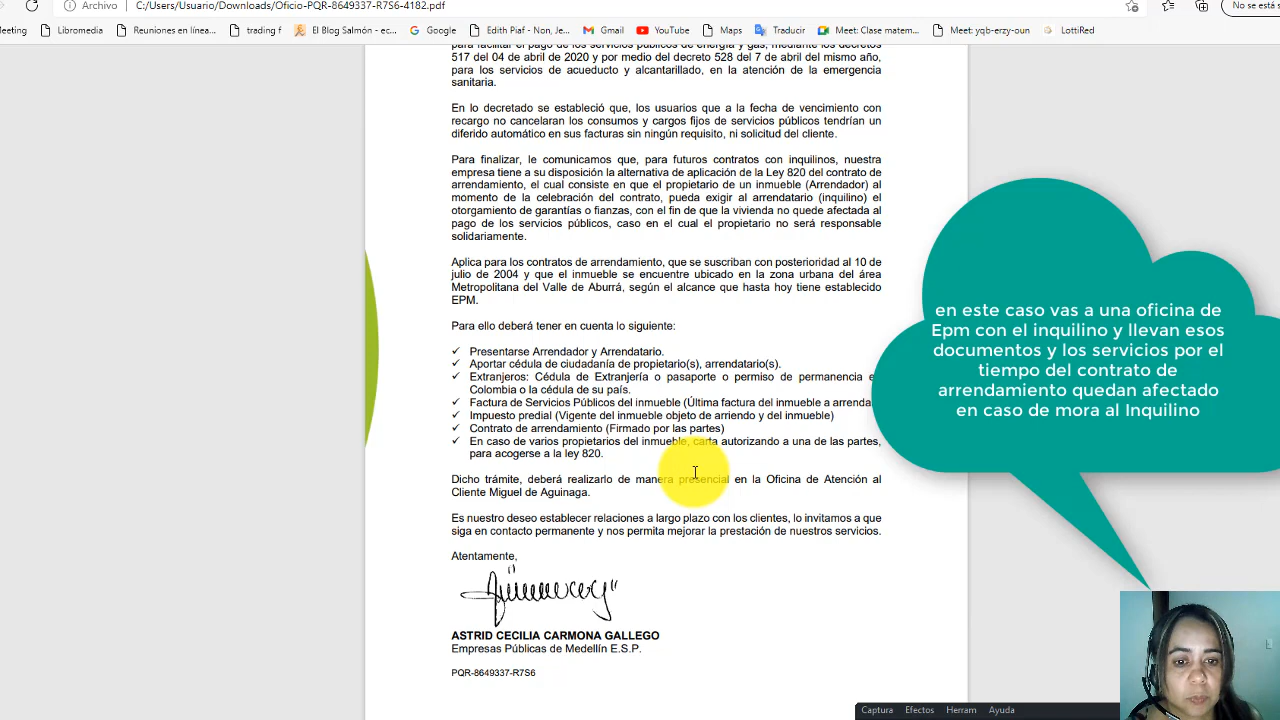 Archivo
C:/Users/Usuario/Downloads/Oficio-PQR-8649337-R7S6-4182.pdf
No se está s
eeting
Libromedia
Reuniones en línea...
trading f
El Blog Salmón - ec...
Google
Edith Piaf - Non, Je...
Gmail
YouTube
Maps
Traducir
Meet: Clase matem...
Meet: yqb-erzy-oun
LottiRed
para facilitar el pago de los servicios públicos de energía y gas, mediante los decretos
517 del 04 de abril de 2020 y por medio del decreto 528 del 7 de abril del mismo año,
para los servicios de acueducto y alcantarillado, en la atención de la emergencia
sanitaria.
En lo decretado se estableció que, los usuarios que a la fecha de vencimiento con
recargo no cancelaran los consumos y cargos fijos de servicios públicos tendrían un
diferido automático en sus facturas sin ningún requisito, ni solicitud del cliente.
Para finalizar, le comunicamos que, para futuros contratos con inquilinos, nuestra
empresa tiene a su disposición la alternativa de aplicación de la Ley 820 del contrato de
arrendamiento, el cual consiste en que el propietario de un inmueble (Arrendador) al
momento de la celebración del contrato, pueda exigir al arrendatario (inquilino) el
otorgamiento de garantías o fianzas, con el fin de que la vivienda no quede afectada al
pago de los servicios públicos, caso en el cual el propietario no será responsable
solidariamente.
Aplica para los contratos de arrendamiento, que se suscriban con posterioridad al 10 de
julio de 2004 y que el inmueble se encuentre ubicado en la zona urbana del área
Metropolitana del Valle de Aburrá, según el alcance que hasta hoy tiene establecido
EPM.
Para ello deberá tener en cuenta lo siguiente:
✓ Presentarse Arrendador y Arrendatario.
✓ Aportar cédula de ciudadanía de propietario(s), arrendatario(s).
✓ Extranjeros: Cédula de Extranjería o pasaporte o permiso de permanencia e
Colombia o la cédula de su país.
✓ Factura de Servicios Públicos del inmueble (Última factura del inmueble a arrenda
✓ Impuesto predial (Vigente del inmueble objeto de arriendo y del inmueble)
✓ Contrato de arrendamiento (Firmado por las partes)
✓ En caso de varios propietarios del inmueble, carta autorizando a una de las partes,
para acogerse a la ley 820.
Dicho trámite, deberá realizarlo de manera presencial en la Oficina de Atención al
Cliente Miguel de Aguinaga.
Es nuestro deseo establecer relaciones a largo plazo con los clientes, lo invitamos a que
siga en contacto permanente y nos permita mejorar la prestación de nuestros servicios.
Atentamente,
ASTRID CECILIA CARMONA GALLEGO
Empresas Públicas de Medellín E.S.P.
PQR-8649337-R7S6
en este caso vas a una oficina de
Epm con el inquilino y llevan esos
documentos y los servicios por el
tiempo del contrato de
arrendamiento quedan afectado
en caso de mora al Inquilino
Captura
Efectos
Herram
Ayuda